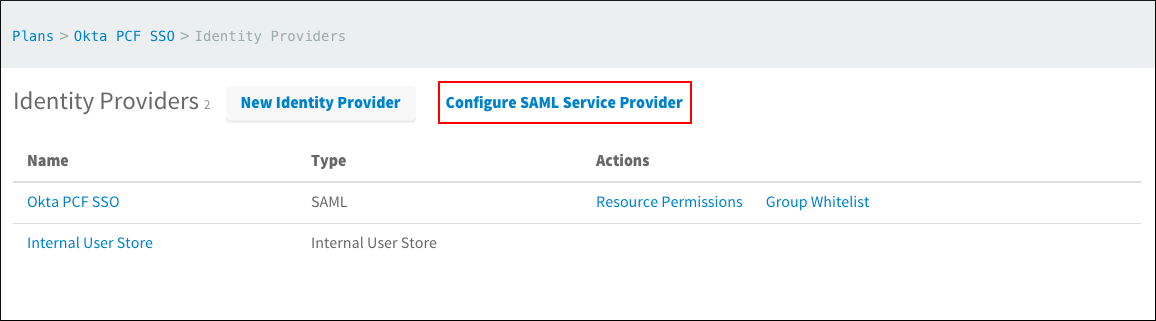 Plans > Okta PCF SSO > Identity Providers
Identity Providers 2 New Identity Provider Configure SAML Service Provider
Name Type Actions
Okta PCF SSO SAML Resource Permissions Group Whitelist
Internal User Store Internal User Store